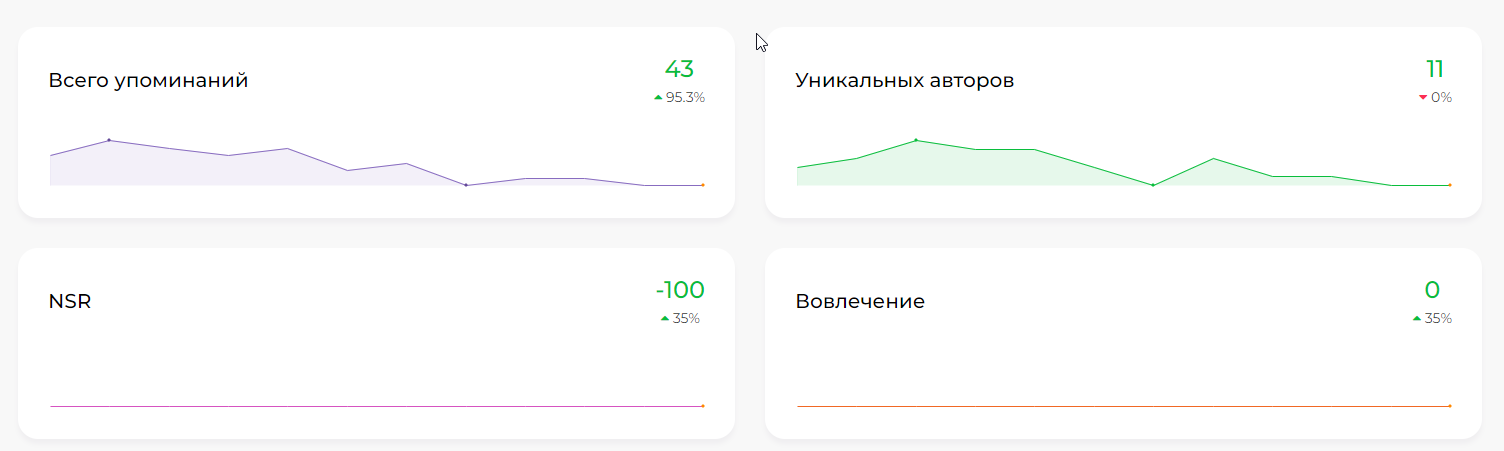 Всего упоминаний
43
95.3%
Уникальных авторов
11
0%
NSR
-100
35%
Вовлечение
0
35%